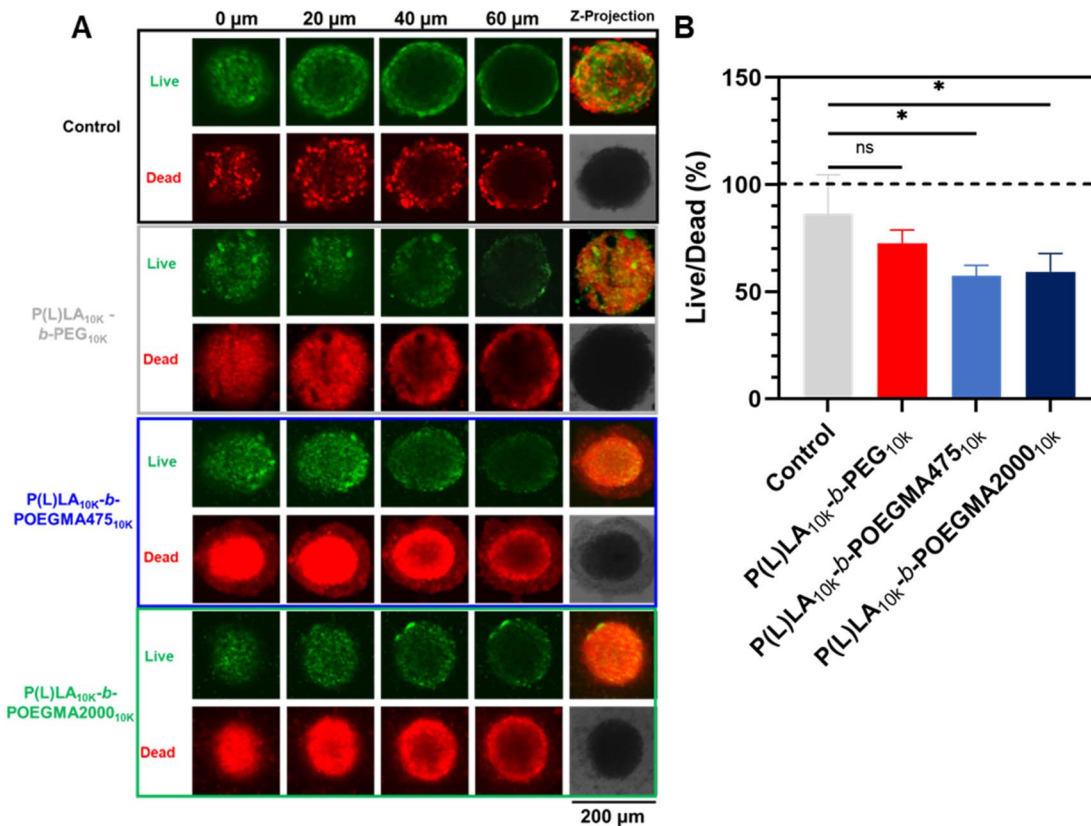 A
0 µm 20 µm 40 µm 60 µm Z-Projection
Control
Live
Dead
P(L)LA10K -
b-PEG10K
Live
Dead
P(L)LA10K-b-
POEGMA47510K
Live
Dead
P(L)LA10K-b-
POEGMA200010K
Live
Dead
200 µm
B
Live/Dead (%)
150
100
50
0
*
*
ns
Control
P(L)LA10k-b-PEG10k
P(L)LA10k-b-POEGMA47510k
P(L)LA10k-b-POEGMA200010k